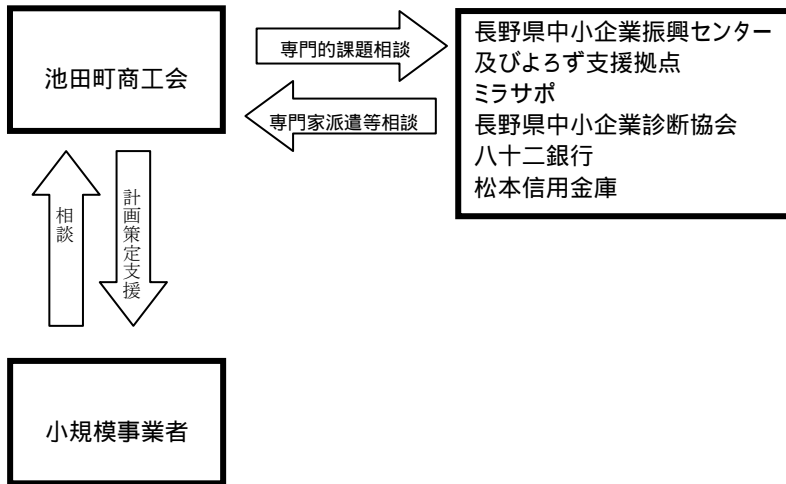 池田町商工会
専門的課題相談
専門家派遣等相談
長野県中小企業振興センター
及びよろず支援拠点
ミラサポ
長野県中小企業診断協会
八十二銀行
松本信用金庫
相談
計画策定支援
小規模事業者